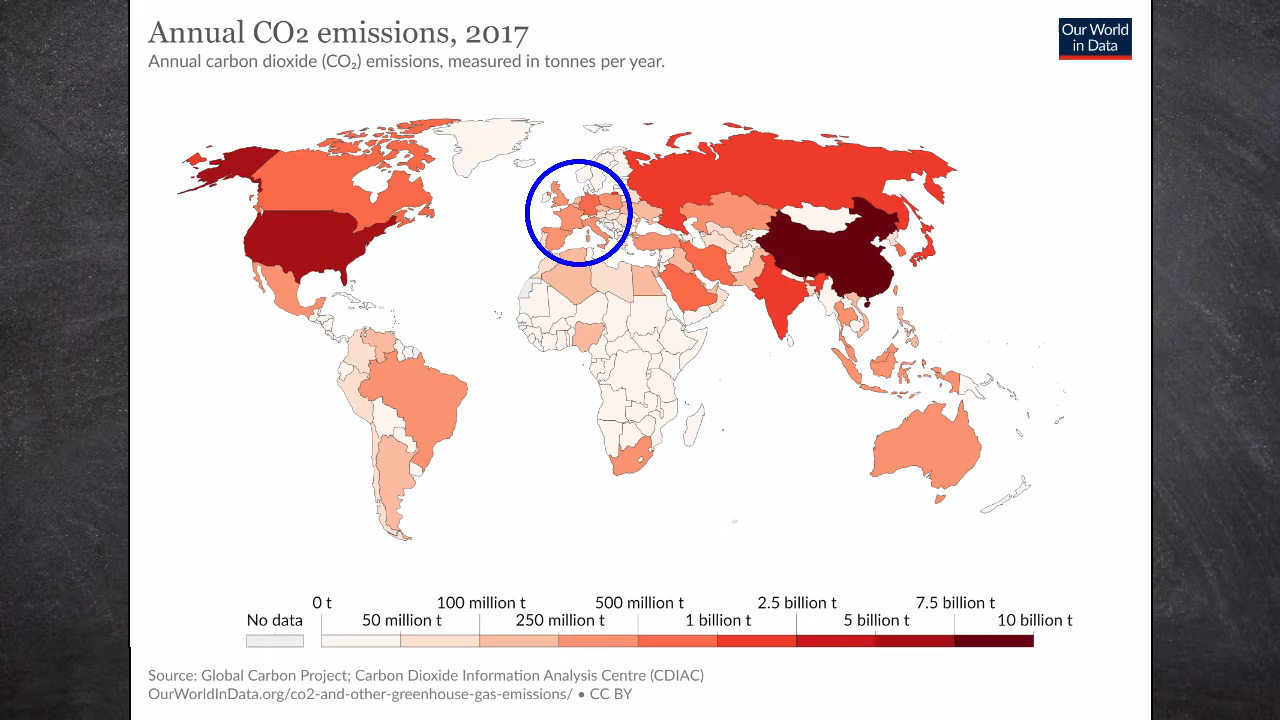 Annual CO2 emissions, 2017
Annual carbon dioxide (CO₂) emissions, measured in tonnes per year.
Our World
in Data
0 t
100 million t
500 million t
2.5 billion t
7.5 billion t
No data
50 million t
250 million t
1 billion t
5 billion t
10 billion t
Source: Global Carbon Project; Carbon Dioxide Information Analysis Centre (CDIAC)
OurWorldInData.org/co2-and-other-greenhouse-gas-emissions/ • CC BY